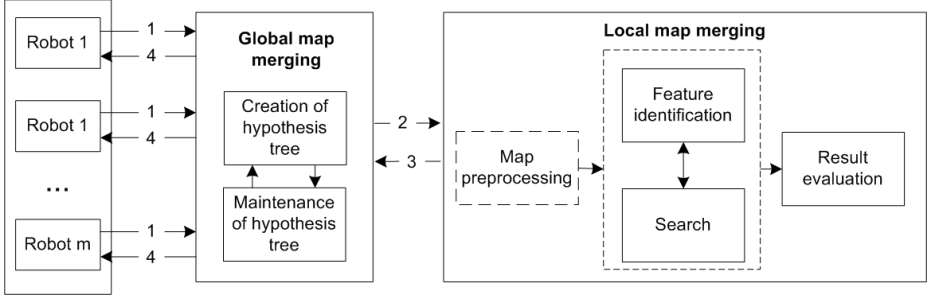 Robot 1
1
4
Robot 1
1
4
...
Robot m
1
4
Global map
merging
Creation of
hypothesis
tree
Maintenance
of hypothesis
tree
2
3
Local map merging
Map
preprocessing
Feature
identification
Search
Result
evaluation